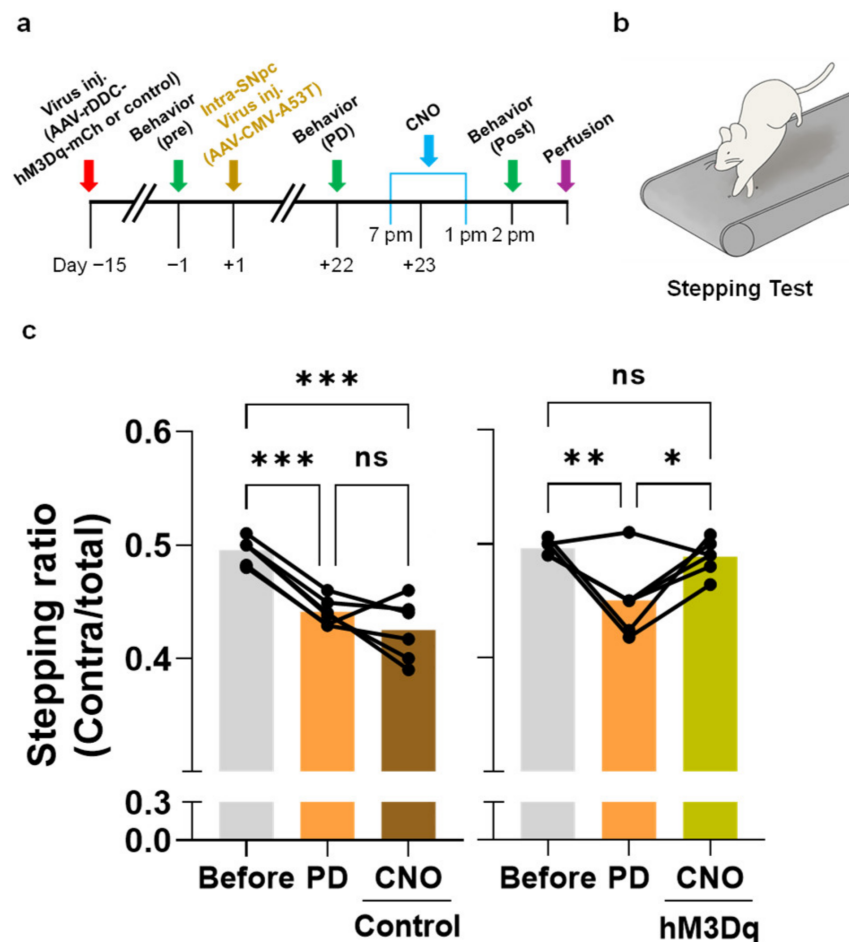 a
Virus inj.
(AAV-rDDC-
hM3Dq-mCh or control)
Behavior
(pre)
Intra-SNpc
Virus inj.
(AAV-CMV-A53T)
Behavior
(PD)
CNO
Behavior
(Post)
Perfusion
7 pm
1 pm
2 pm
Day −15
−1
+1
+22
+23
b
Stepping Test
c
Stepping ratio
(Contra/total)
0.6
0.5
0.4
0.3
0.0
***
***
ns
Before
PD
CNO
Control
ns
**
*
Before
PD
CNO
hM3Dq